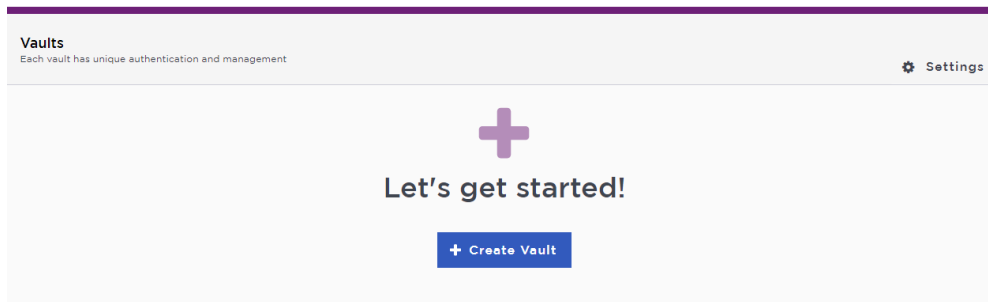 Vaults
Each vault has unique authentication and management
Settings
Let's get started!
Create Vault